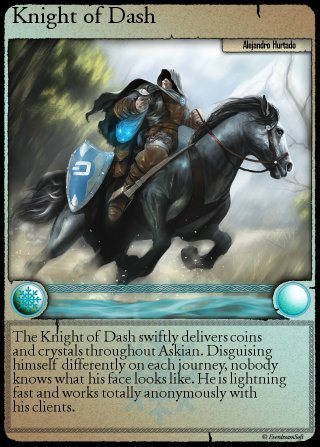 Knight of Dash
Alejandro Hurtado
The Knight of Dash swiftly delivers coins
and crystals throughout Askian. Disguising
himself differently on each journey, nobody
knows what his face looks like. He is lightning
fast and works totally anonymously with
his clients.
© EverdreamSoft